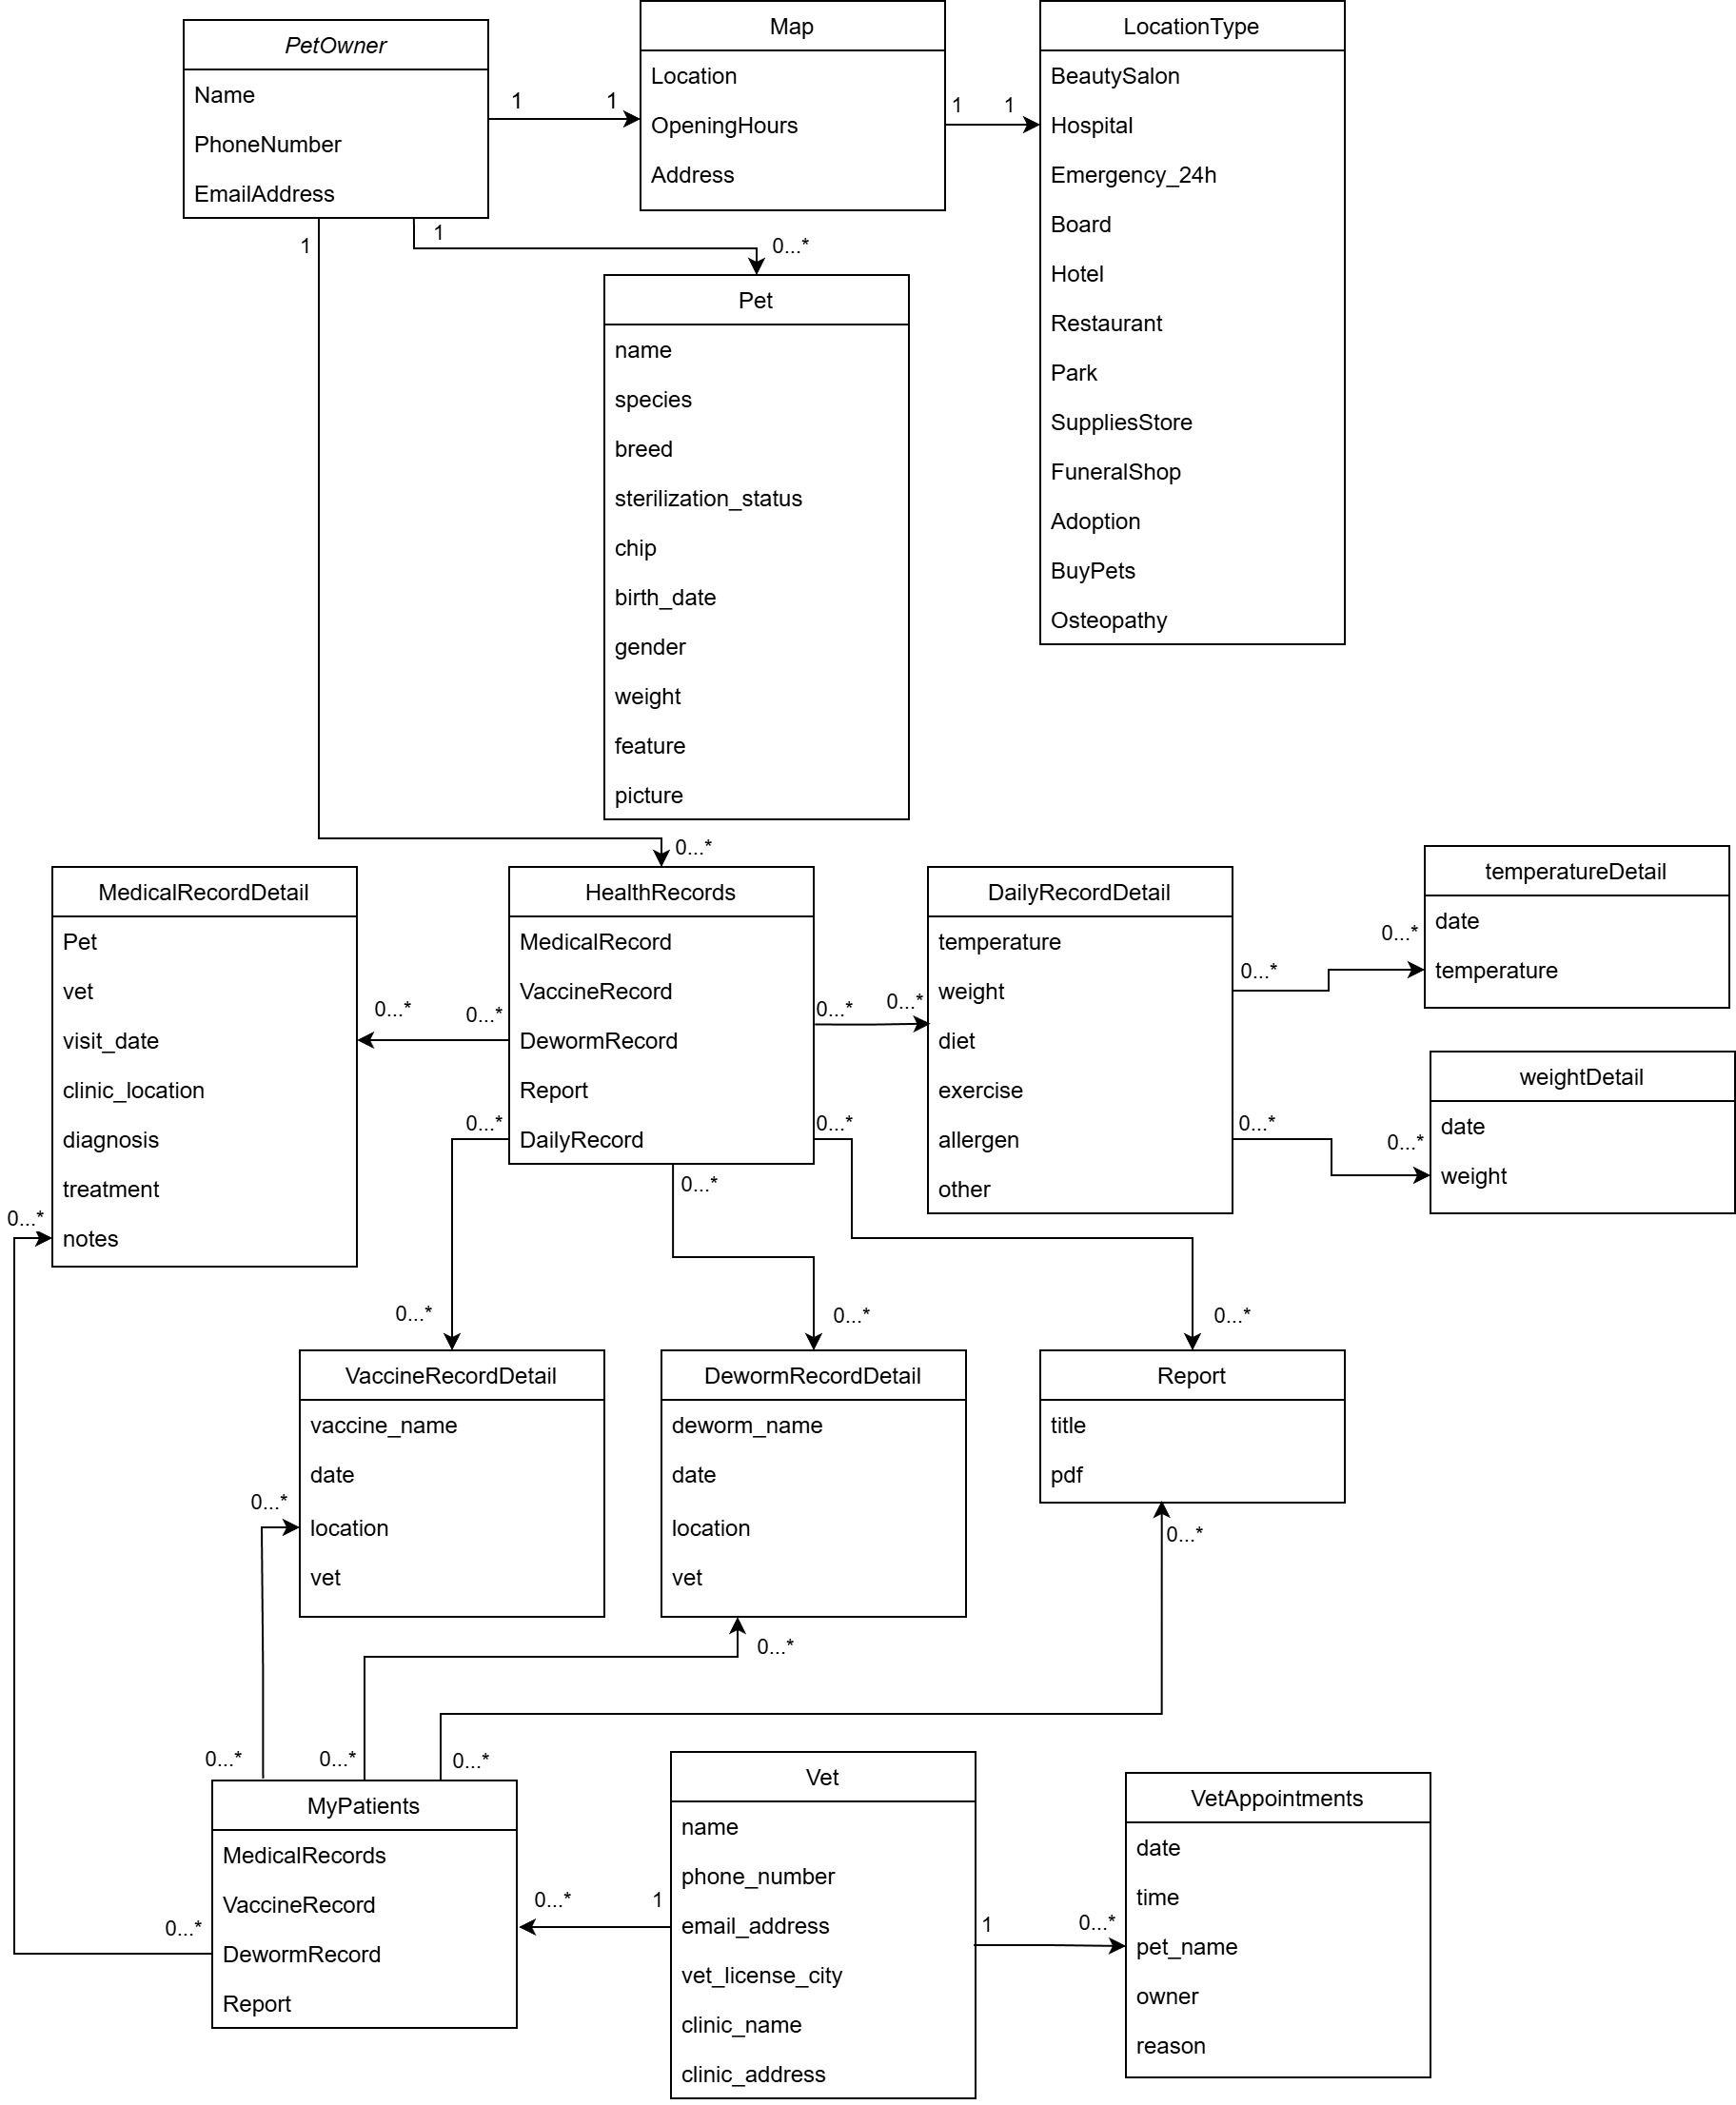 PetOwner
Name
PhoneNumber
EmailAddress
1
1
Map
Location
OpeningHours
Address
1
1
LocationType
BeautySalon
Hospital
Emergency_24h
Board
Hotel
Restaurant
Park
SuppliesStore
FuneralShop
Adoption
BuyPets
Osteopathy
1
1
0...*
Pet
name
species
breed
sterilization_status
chip
birth_date
gender
weight
feature
picture
0...*
MedicalRecordDetail
Pet
vet
visit_date
clinic_location
diagnosis
treatment
notes
0...*
0...*
0...*
HealthRecords
MedicalRecord
VaccineRecord
DewormRecord
Report
DailyRecord
0...*
0...*
0...*
0...*
0...*
DailyRecordDetail
temperature
weight
diet
exercise
allergen
other
0...*
0...*
temperatureDetail
date
temperature
0...*
0...*
weightDetail
date
weight
0...*
0...*
0...*
VaccineRecordDetail
vaccine_name
date
location
vet
0...*
DewormRecordDetail
deworm_name
date
location
vet
0...*
Report
title
pdf
0...*
0...*
0...*
0...*
MyPatients
MedicalRecords
VaccineRecord
DewormRecord
Report
0...*
0...*
1
Vet
name
phone_number
email_address
vet_license_city
clinic_name
clinic_address
1
0...*
VetAppointments
date
time
pet_name
owner
reason